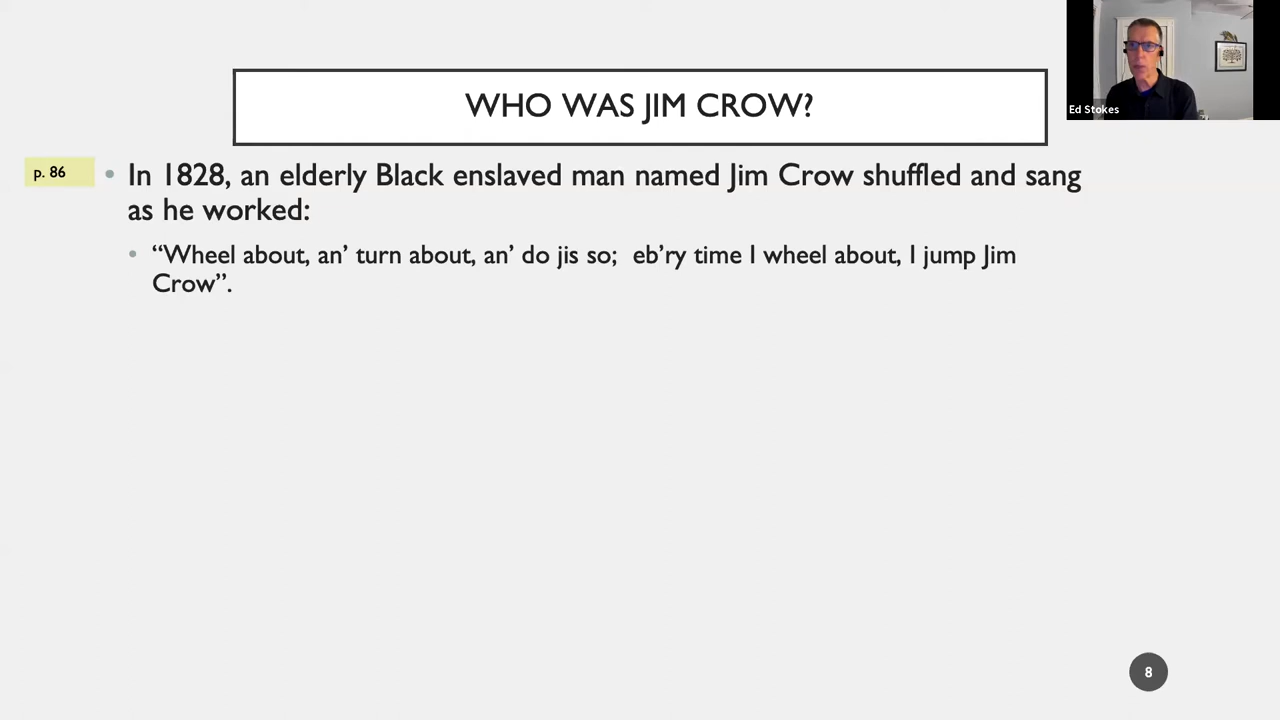 WHO WAS JIM CROW?
Ed Stokes
p. 86
• In 1828, an elderly Black enslaved man named Jim Crow shuffled and sang
as he worked:
• “Wheel about, an’ turn about, an’ do jis so;  eb’ry time I wheel about, I jump Jim
Crow”.
8